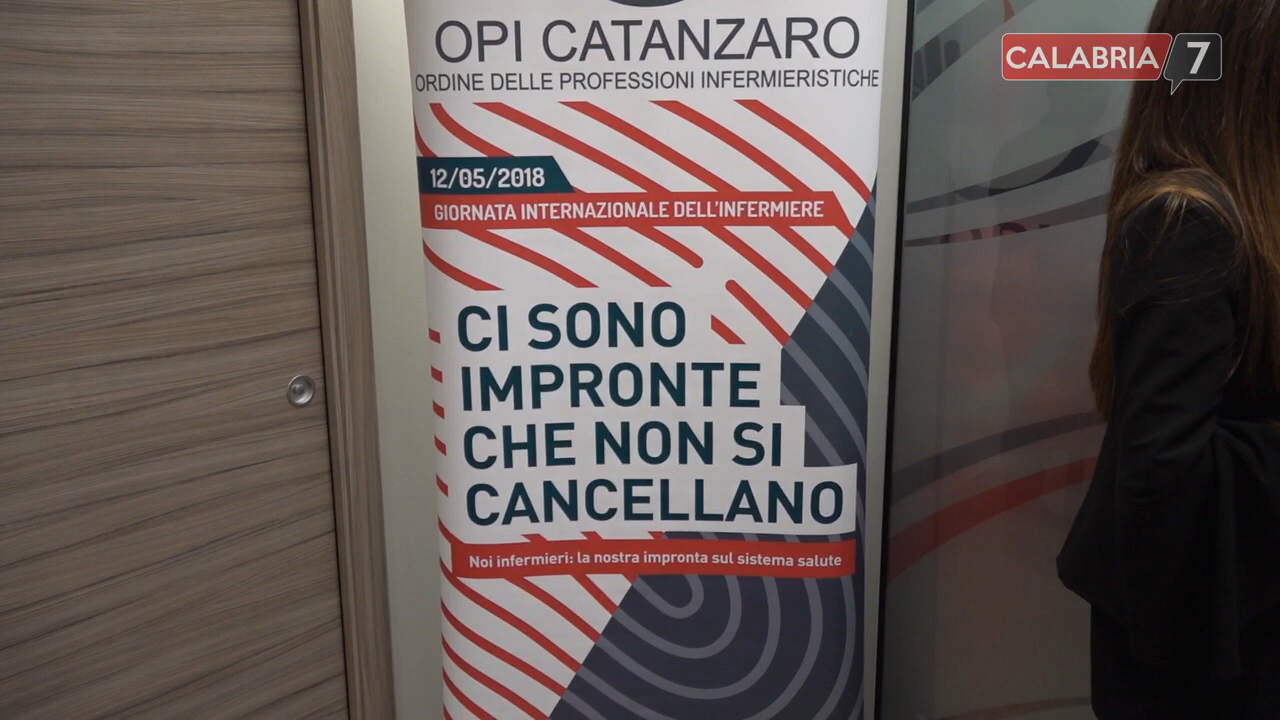 OPI CATANZARO
ORDINE DELLE PROFESSIONI INFERMIERISTICHE
CALABRIA 7
12/05/2018
GIORNATA INTERNAZIONALE DELL'INFERMIERE
CI SONO
IMPRONTE
CHE NON SI
CANCELLANO
Noi infermieri: la nostra impronta sul sistema salute